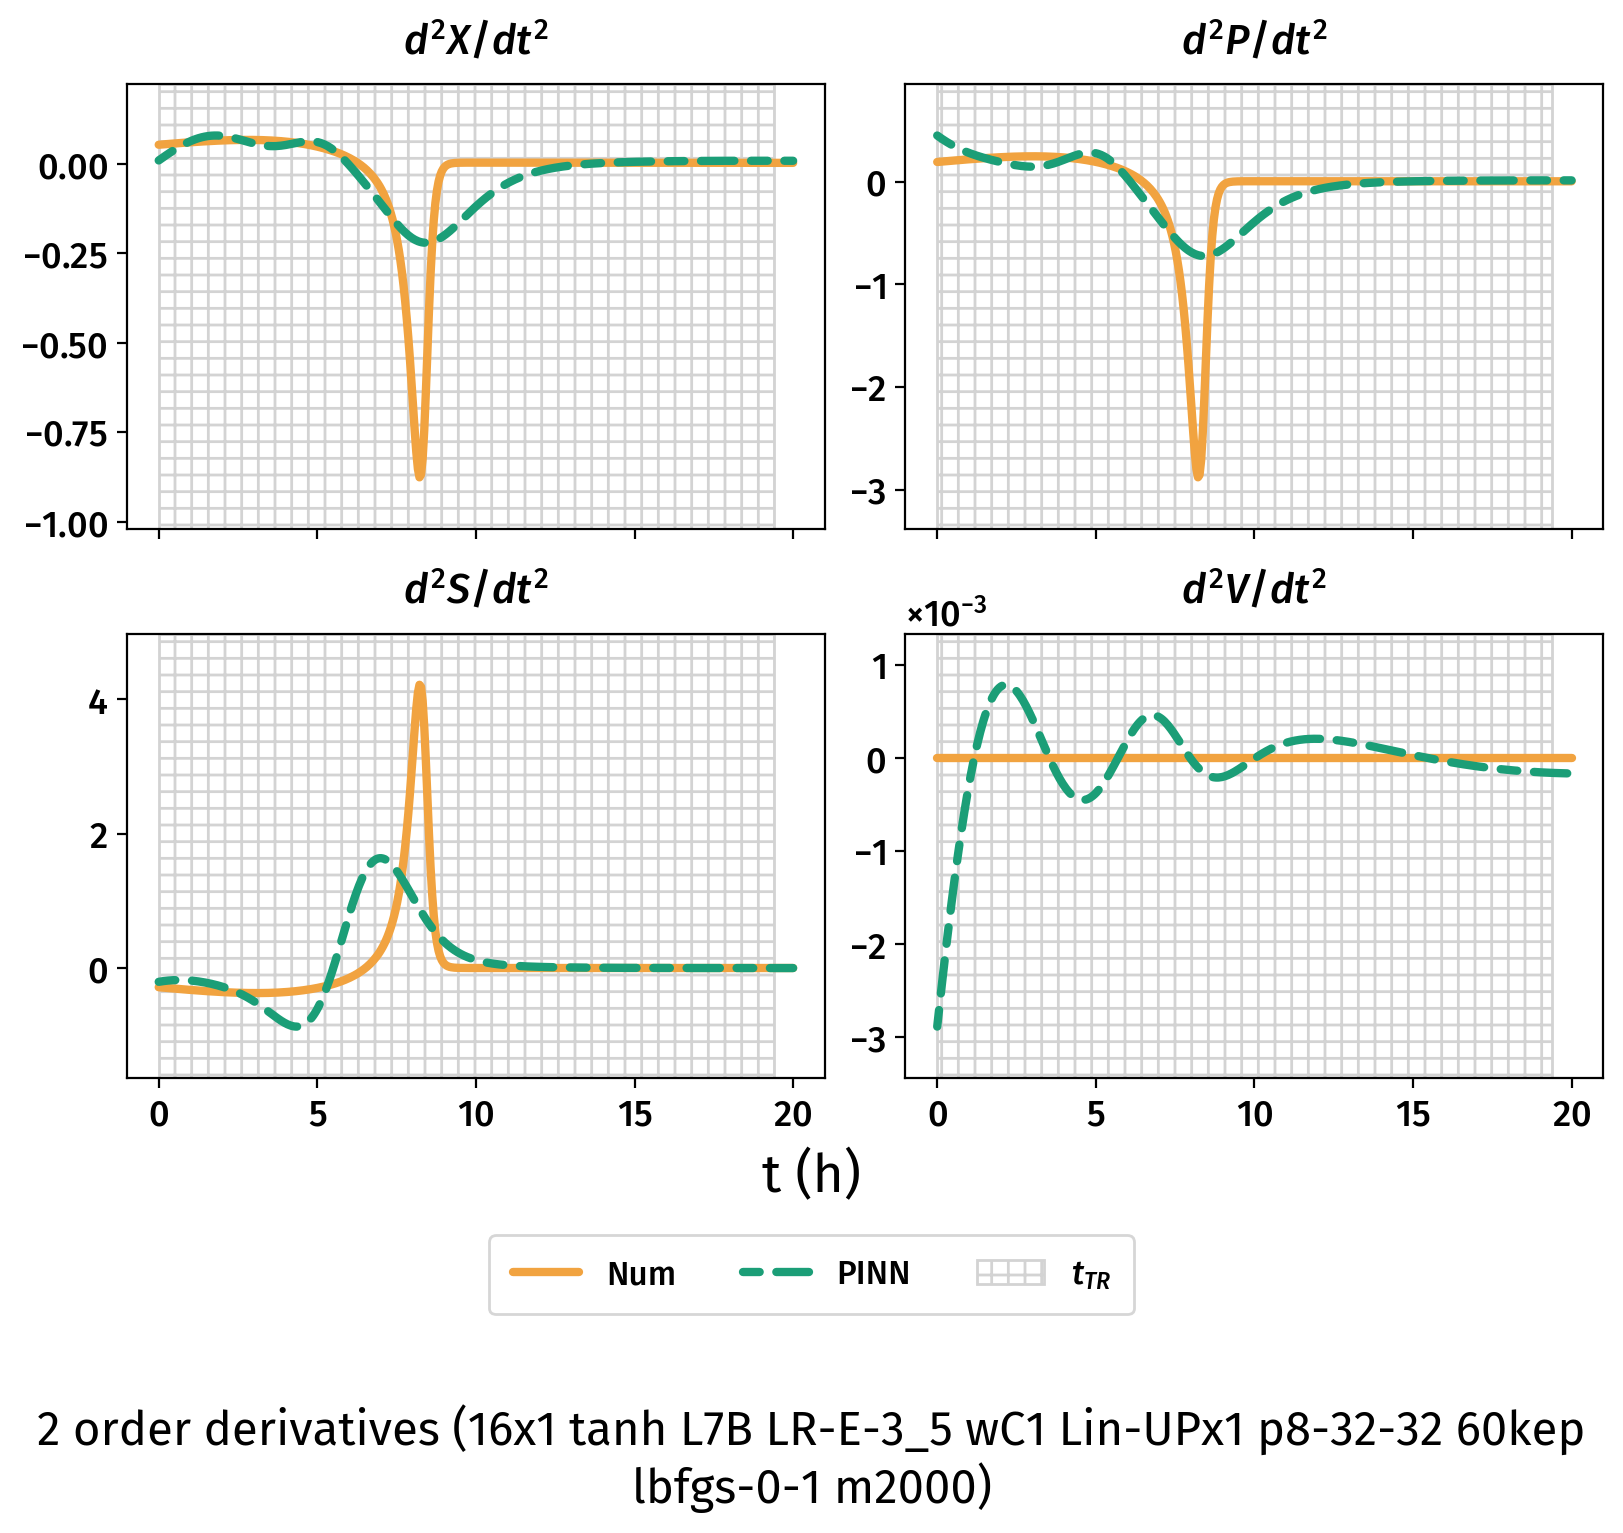 d²X/dt²
d²P/dt²
0.00
−0.25
−0.50
−0.75
−1.00
0
−1
−2
−3
d²S/dt²
d²V/dt²
×10⁻³
4
2
0
1
0
−1
−2
−3
0 5 10 15 20
0 5 10 15 20
t (h)
Num PINN t_TR
2 order derivatives (16x1 tanh L7B LR-E-3_5 wC1 Lin-UPx1 p8-32-32 60kep
lbfgs-0-1 m2000)